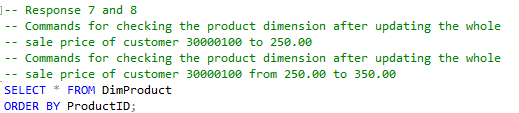 -- Response 7 and 8
-- Commands for checking the product dimension after updating the whole
-- sale price of customer 30000100 to 250.00
-- Commands for checking the product dimension after updating the whole
-- sale price of customer 30000100 from 250.00 to 350.00
SELECT * FROM DimProduct
ORDER BY ProductID;